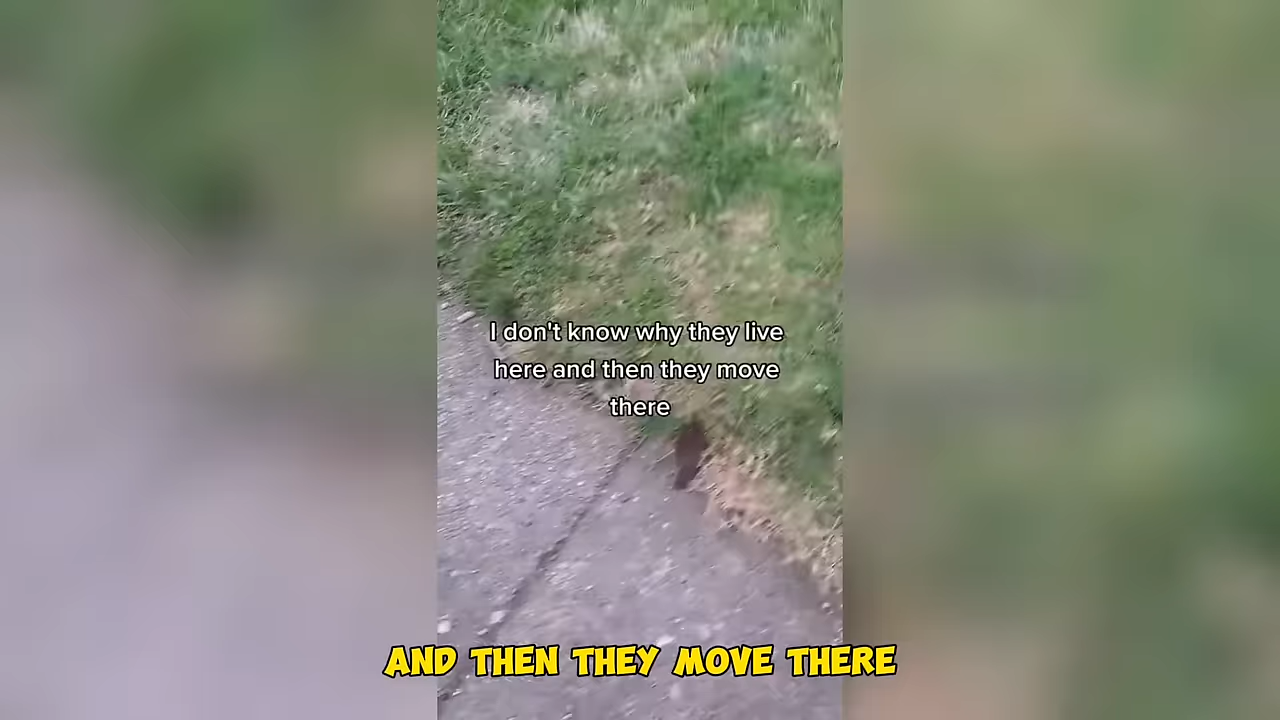 I don't know why they live
here and then they move
there
AND THEN THEY MOVE THERE